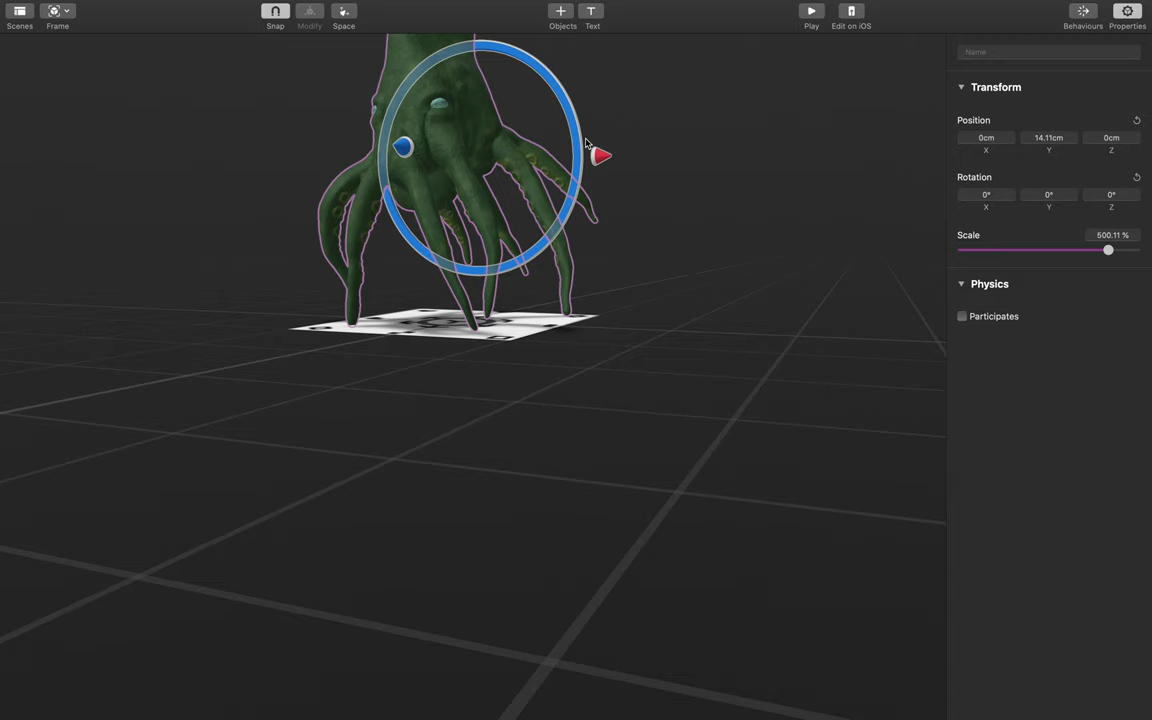 Scenes
Frame
Snap
Modify
Space
Objects
Text
Play
Edit on iOS
Behaviours
Properties
Name
Transform
Position
0cm 14.11cm 0cm
X Y Z
Rotation
0° 0° 0°
X Y Z
Scale 500.11 %
Physics
Participates